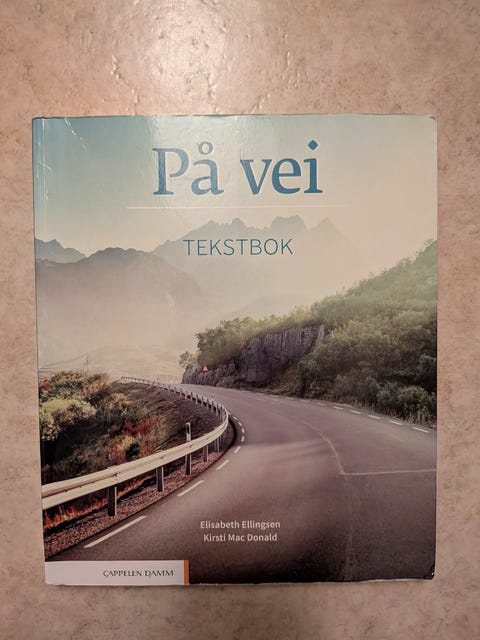 På vei
TEKSTBOK
Elisabeth Ellingsen
Kirsti Mac Donald
CAPPELEN DAMM